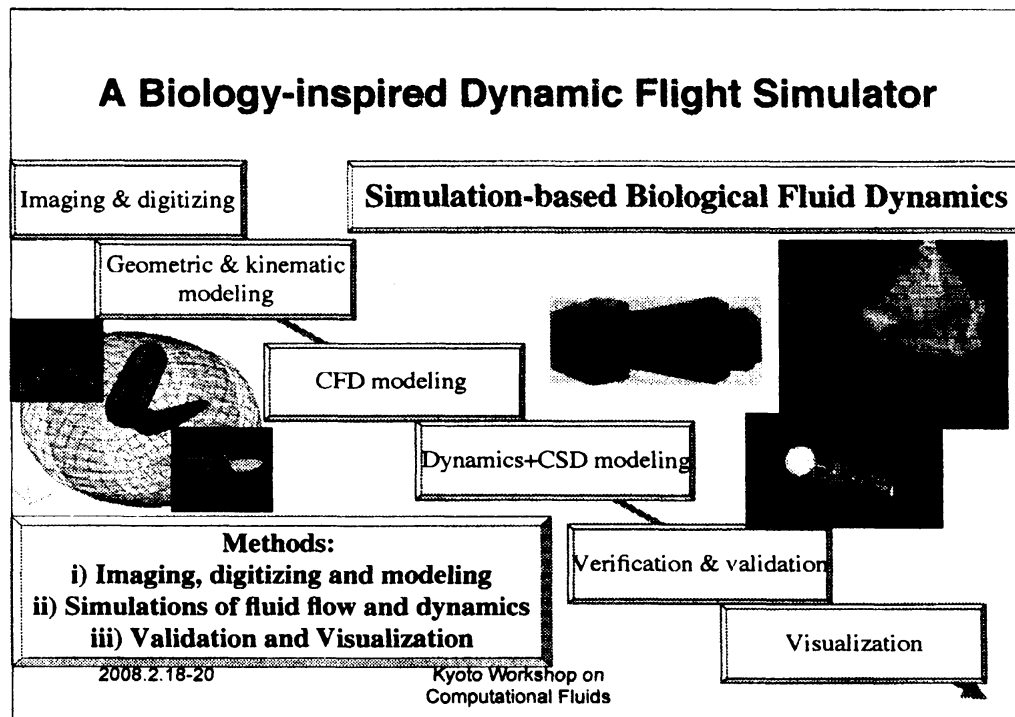 A Biology-inspired Dynamic Flight Simulator
Imaging & digitizing
Simulation-based Biological Fluid Dynamics
Geometric & kinematic
modeling
CFD modeling
Dynamics+CSD modeling
Verification & validation
Visualization
Methods:
i) Imaging, digitizing and modeling
ii) Simulations of fluid flow and dynamics
iii) Validation and Visualization
2008.2.18-20
Kyoto Workshop on
Computational Fluids